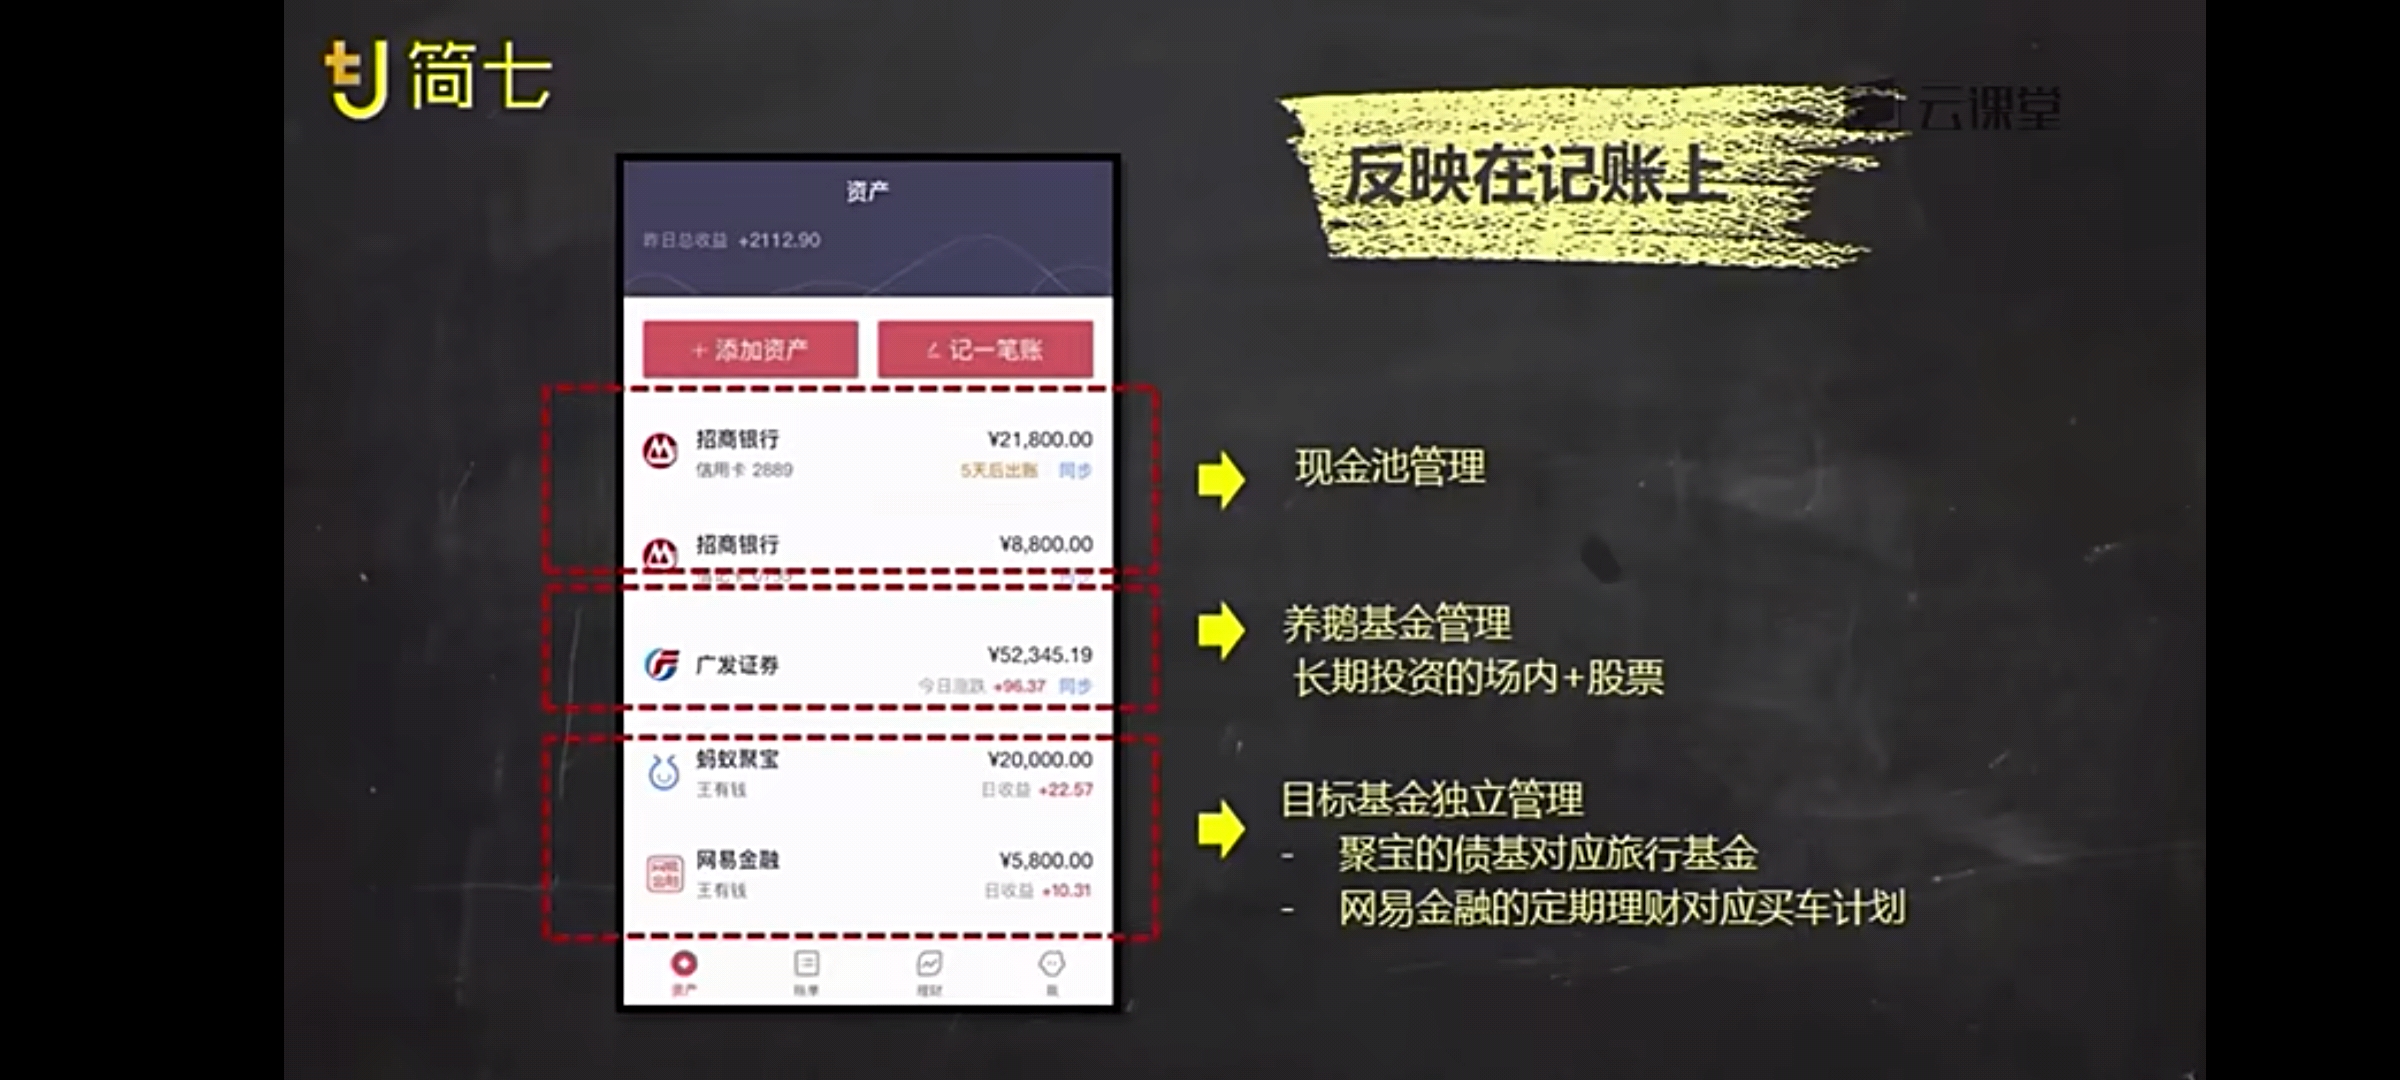 简七
云课堂
反映在记账上
资产
昨日总收益 +2112.90
+ 添加资产
记一笔账
招商银行
¥21,800.00
信用卡 2889
5天后出账 同步
招商银行
¥8,800.00
广发证券
¥52,345.19
今日涨跌 +96.37 同步
蚂蚁聚宝
¥20,000.00
王有钱
日收益 +22.57
网易金融
¥5,800.00
王有钱
日收益 +10.31
资产
账单
理财
我
现金池管理
养鹅基金管理
长期投资的场内+股票
目标基金独立管理
- 聚宝的债基对应旅行基金
- 网易金融的定期理财对应买车计划